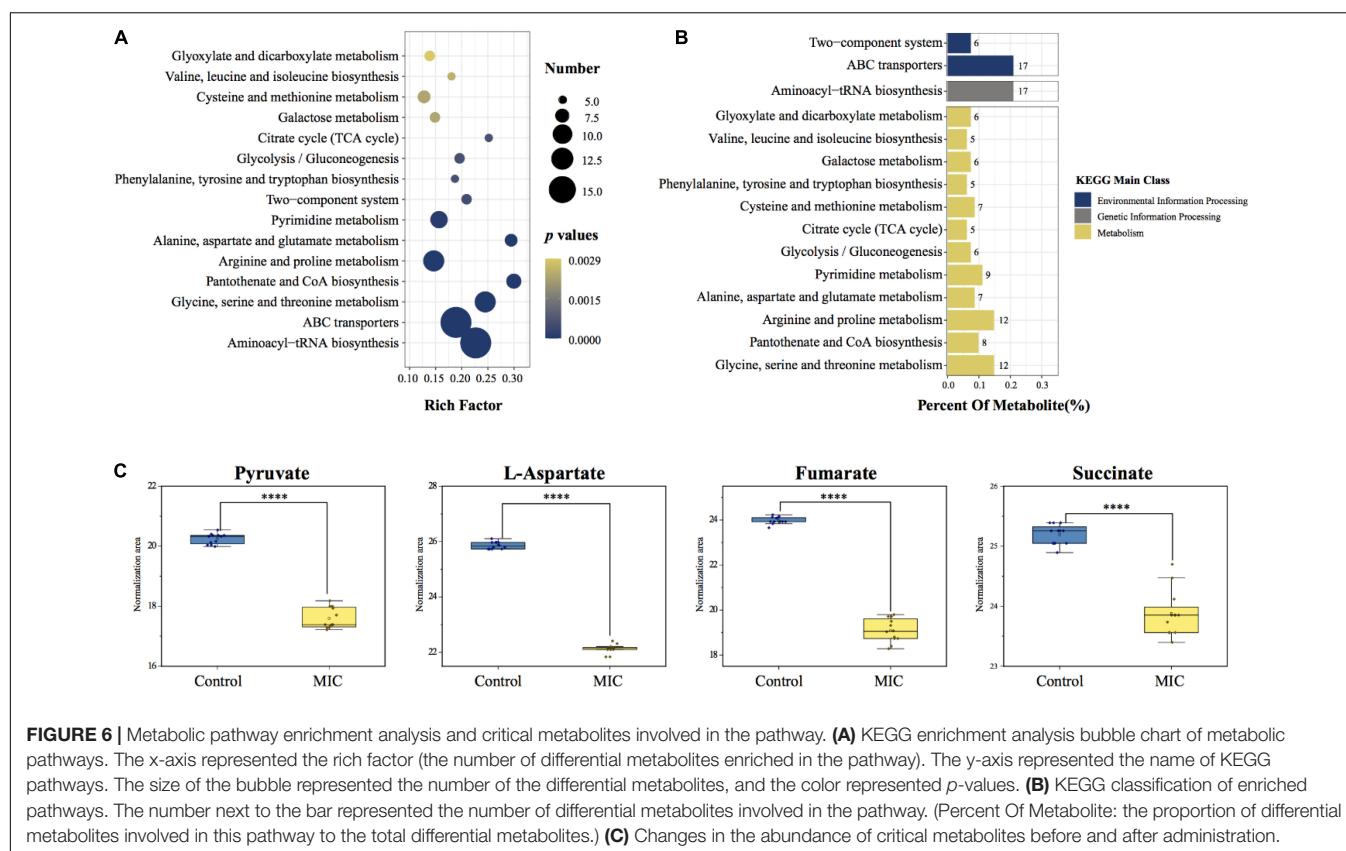 A
Glyoxylate and dicarboxylate metabolism
Valine, leucine and isoleucine biosynthesis
Cysteine and methionine metabolism
Galactose metabolism
Citrate cycle (TCA cycle)
Glycolysis / Gluconeogenesis
Phenylalanine, tyrosine and tryptophan biosynthesis
Two−component system
Pyrimidine metabolism
Alanine, aspartate and glutamate metabolism
Arginine and proline metabolism
Pantothenate and CoA biosynthesis
Glycine, serine and threonine metabolism
ABC transporters
Aminoacyl−tRNA biosynthesis
0.10 0.15 0.20 0.25 0.30
Rich Factor
Number
5.0
7.5
10.0
12.5
15.0
p values
0.0029
0.0015
0.0000
B
Two−component system 6
ABC transporters 17
Aminoacyl−tRNA biosynthesis 17
Glyoxylate and dicarboxylate metabolism 6
Valine, leucine and isoleucine biosynthesis 5
Galactose metabolism 6
Phenylalanine, tyrosine and tryptophan biosynthesis 5
Cysteine and methionine metabolism 7
Citrate cycle (TCA cycle) 5
Glycolysis / Gluconeogenesis 6
Pyrimidine metabolism 9
Alanine, aspartate and glutamate metabolism 7
Arginine and proline metabolism 12
Pantothenate and CoA biosynthesis 8
Glycine, serine and threonine metabolism 12
0.0 0.1 0.2 0.3
Percent Of Metabolite(%)
KEGG Main Class
Environmental Information Processing
Genetic Information Processing
Metabolism
C
Pyruvate
Normalization area
22
20
18
16
****
Control MIC
L-Aspartate
Normalization area
28
26
24
22
****
Control MIC
Fumarate
Normalization area
24
20
19
18
****
Control MIC
Succinate
Normalization area
26
25
24
23
****
Control MIC
FIGURE 6 | Metabolic pathway enrichment analysis and critical metabolites involved in the pathway. (A) KEGG enrichment analysis bubble chart of metabolic
pathways. The x-axis represented the rich factor (the number of differential metabolites enriched in the pathway). The y-axis represented the name of KEGG
pathways. The size of the bubble represented the number of the differential metabolites, and the color represented p-values. (B) KEGG classification of enriched
pathways. The number next to the bar represented the number of differential metabolites involved in the pathway. (Percent Of Metabolite: the proportion of differential
metabolites involved in this pathway to the total differential metabolites.) (C) Changes in the abundance of critical metabolites before and after administration.